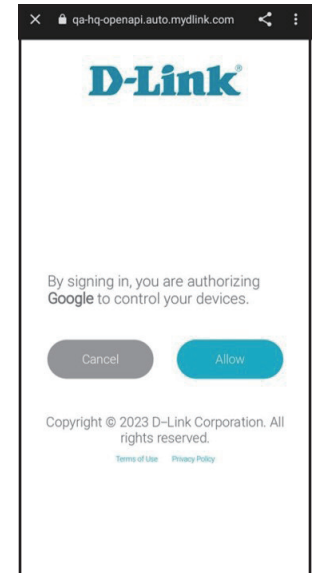 qa-hq-openapi.auto.mydlink.com
D-Link®
By signing in, you are authorizing
Google to control your devices.
Cancel
Allow
Copyright © 2023 D-Link Corporation. All
rights reserved.
Terms of Use Privacy Policy